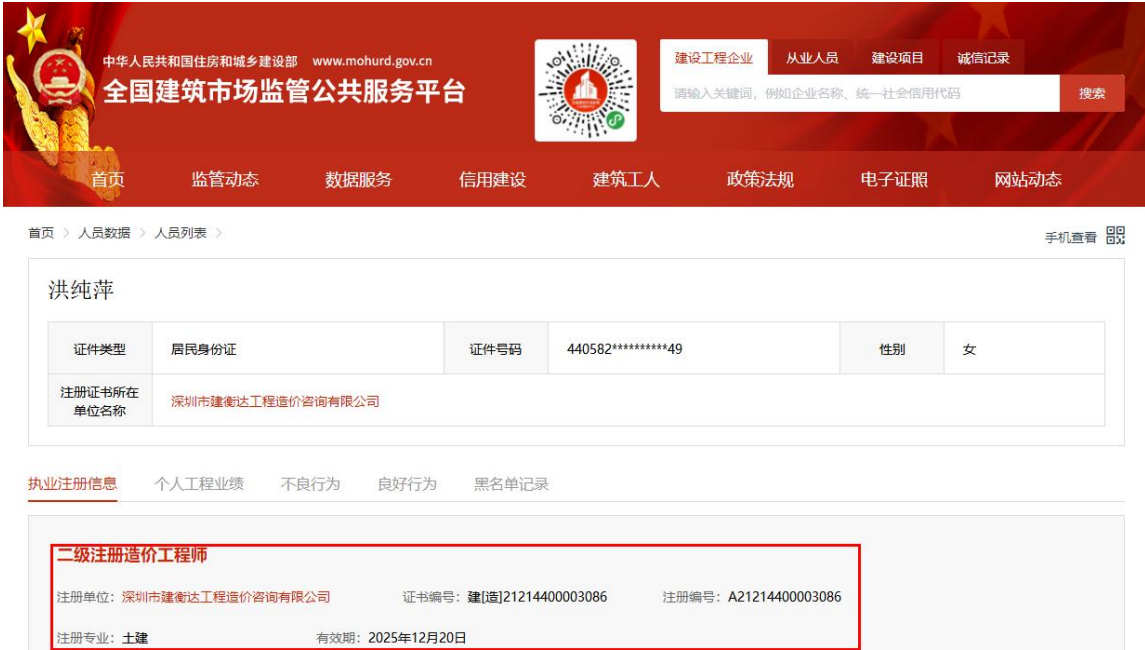 中华人民共和国住房和城乡建设部 www.mohurd.gov.cn
全国建筑市场监管公共服务平台
建设工程企业 从业人员 建设项目 诚信记录
请输入关键词，例如企业名称、统一社会信用代码 搜索
首页 监管动态 数据服务 信用建设 建筑工人 政策法规 电子证照 网站动态
首页 > 人员数据 > 人员列表 >
手机查看
洪纯萍
证件类型 居民身份证 证件号码 440582**********49 性别 女
注册证书所在
单位名称
深圳市建衡达工程造价咨询有限公司
执业注册信息 个人工程业绩 不良行为 良好行为 黑名单记录
二级注册造价工程师
注册单位：深圳市建衡达工程造价咨询有限公司 证书编号：建[造]21214400003086 注册编号：A21214400003086
注册专业：土建 有效期：2025年12月20日